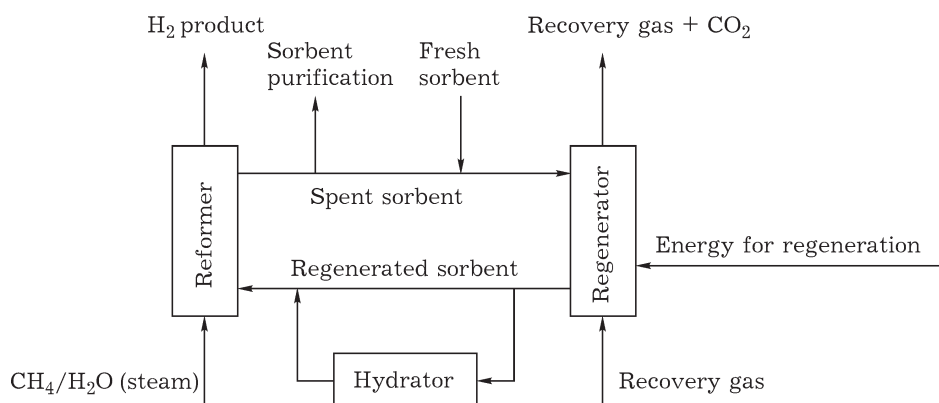 H₂ product
Recovery gas + CO₂
Sorbent
purification
Fresh
sorbent
Reformer
Spent sorbent
Regenerator
Energy for regeneration
Regenerated sorbent
CH₄/H₂O (steam)
Hydrator
Recovery gas